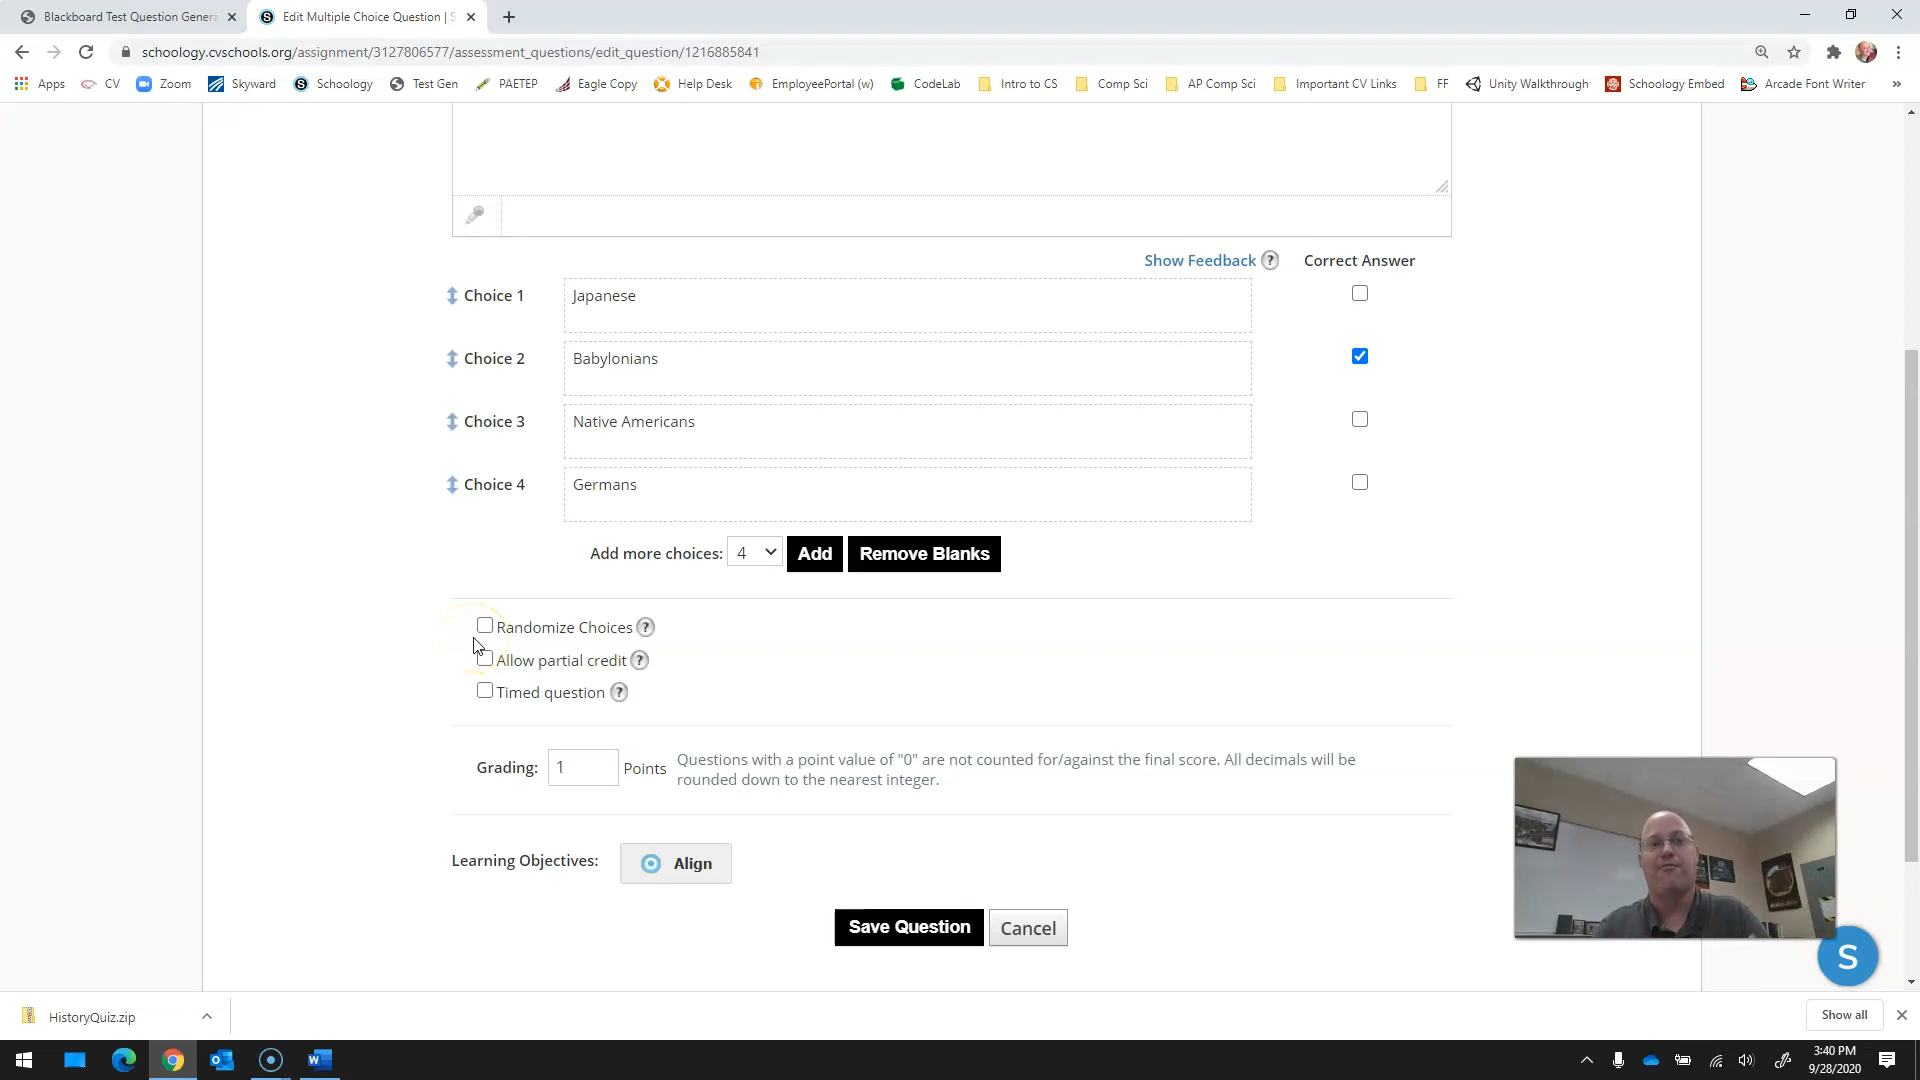 Blackboard Test Question Genera
Edit Multiple Choice Question | S
schoology.cvschools.org/assignment/3127806577/assessment_questions/edit_question/1216885841
Apps CV Zoom Skyward Schoology Test Gen PAETEP Eagle Copy Help Desk EmployeePortal (w) CodeLab Intro to CS Comp Sci AP Comp Sci Important CV Links FF Unity Walkthrough Schoology Embed Arcade Font Writer »
Show Feedback ? Correct Answer
Choice 1 Japanese
Choice 2 Babylonians
Choice 3 Native Americans
Choice 4 Germans
Add more choices: 4 Add Remove Blanks
Randomize Choices ?
Allow partial credit ?
Timed question ?
Grading: 1 Points Questions with a point value of "0" are not counted for/against the final score. All decimals will be
rounded down to the nearest integer.
Learning Objectives: Align
Save Question Cancel
S
HistoryQuiz.zip Show all
3:40 PM
9/28/2020